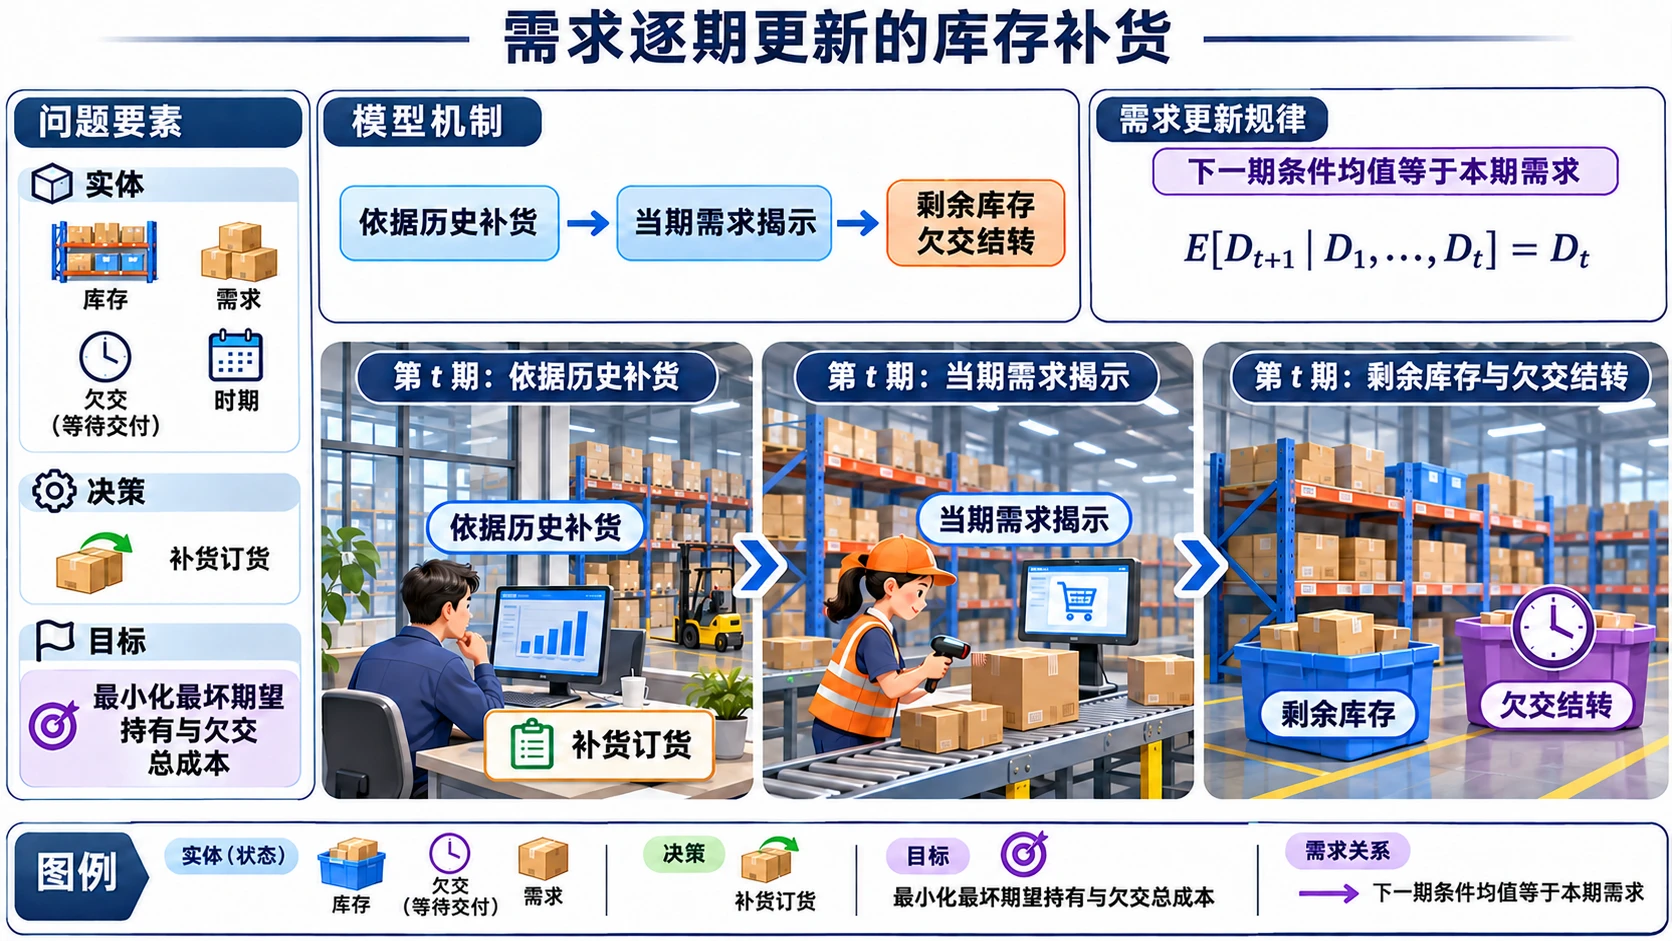 需求逐期更新的库存补货
问题要素
实体
库存
需求
欠交
（等待交付）
时期
决策
补货订货
目标
最小化最坏期望
持有与欠交
总成本
模型机制
依据历史补货
当期需求揭示
剩余库存
欠交结转
需求更新规律
下一期条件均值等于本期需求
E[D_{t+1} | D_1, ..., D_t] = D_t
第 t 期：依据历史补货
依据历史补货
补货订货
第 t 期：当期需求揭示
当期需求揭示
第 t 期：剩余库存与欠交结转
剩余库存
欠交结转
图例
实体（状态）
库存
欠交
（等待交付）
需求
决策
补货订货
目标
最小化最坏期望持有与欠交总成本
需求关系
下一期条件均值等于本期需求